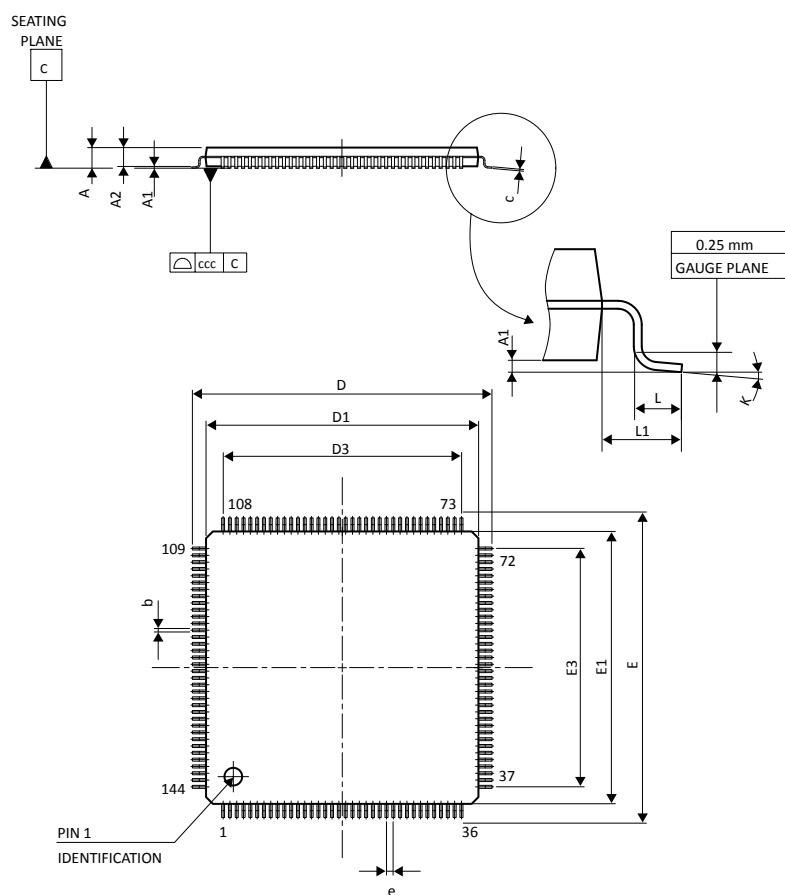 SEATING
PLANE
C
A
A2
A1
c
ccc C
0.25 mm
GAUGE PLANE
A1
K
L
L1
D
D1
D3
108
73
109
72
b
E3
E1
E
144
37
PIN 1
IDENTIFICATION
1
36
e